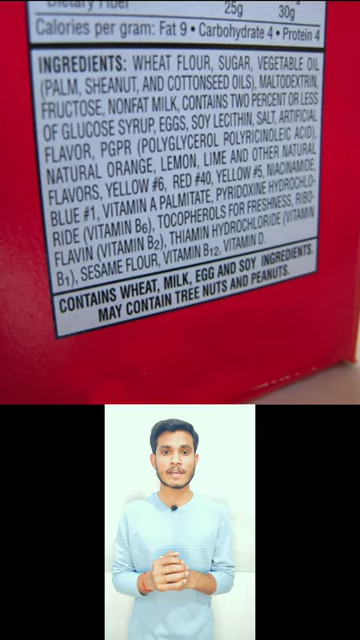 Dietary Fiber
25g 30g
Calories per gram: Fat 9 • Carbohydrate 4 • Protein 4
INGREDIENTS: WHEAT FLOUR, SUGAR, VEGETABLE OIL
(PALM, SHEANUT, AND COTTONSEED OILS), MALTODEXTRIN,
FRUCTOSE, NONFAT MILK, CONTAINS TWO PERCENT OR LESS
OF GLUCOSE SYRUP, EGGS, SOY LECITHIN, SALT, ARTIFICIAL
FLAVOR, PGPR (POLYGLYCEROL POLYRICINOLEIC ACID),
NATURAL ORANGE, LEMON, LIME AND OTHER NATURAL
FLAVORS, YELLOW #6, RED #40, YELLOW #5, NIACINAMIDE,
BLUE #1, VITAMIN A PALMITATE, PYRIDOXINE HYDROCHLO-
RIDE (VITAMIN B6), TOCOPHEROLS FOR FRESHNESS, RIBO-
FLAVIN (VITAMIN B2), THIAMIN HYDROCHLORIDE (VITAMIN
B1), SESAME FLOUR, VITAMIN B12, VITAMIN D.
CONTAINS WHEAT, MILK, EGG AND SOY INGREDIENTS.
MAY CONTAIN TREE NUTS AND PEANUTS.